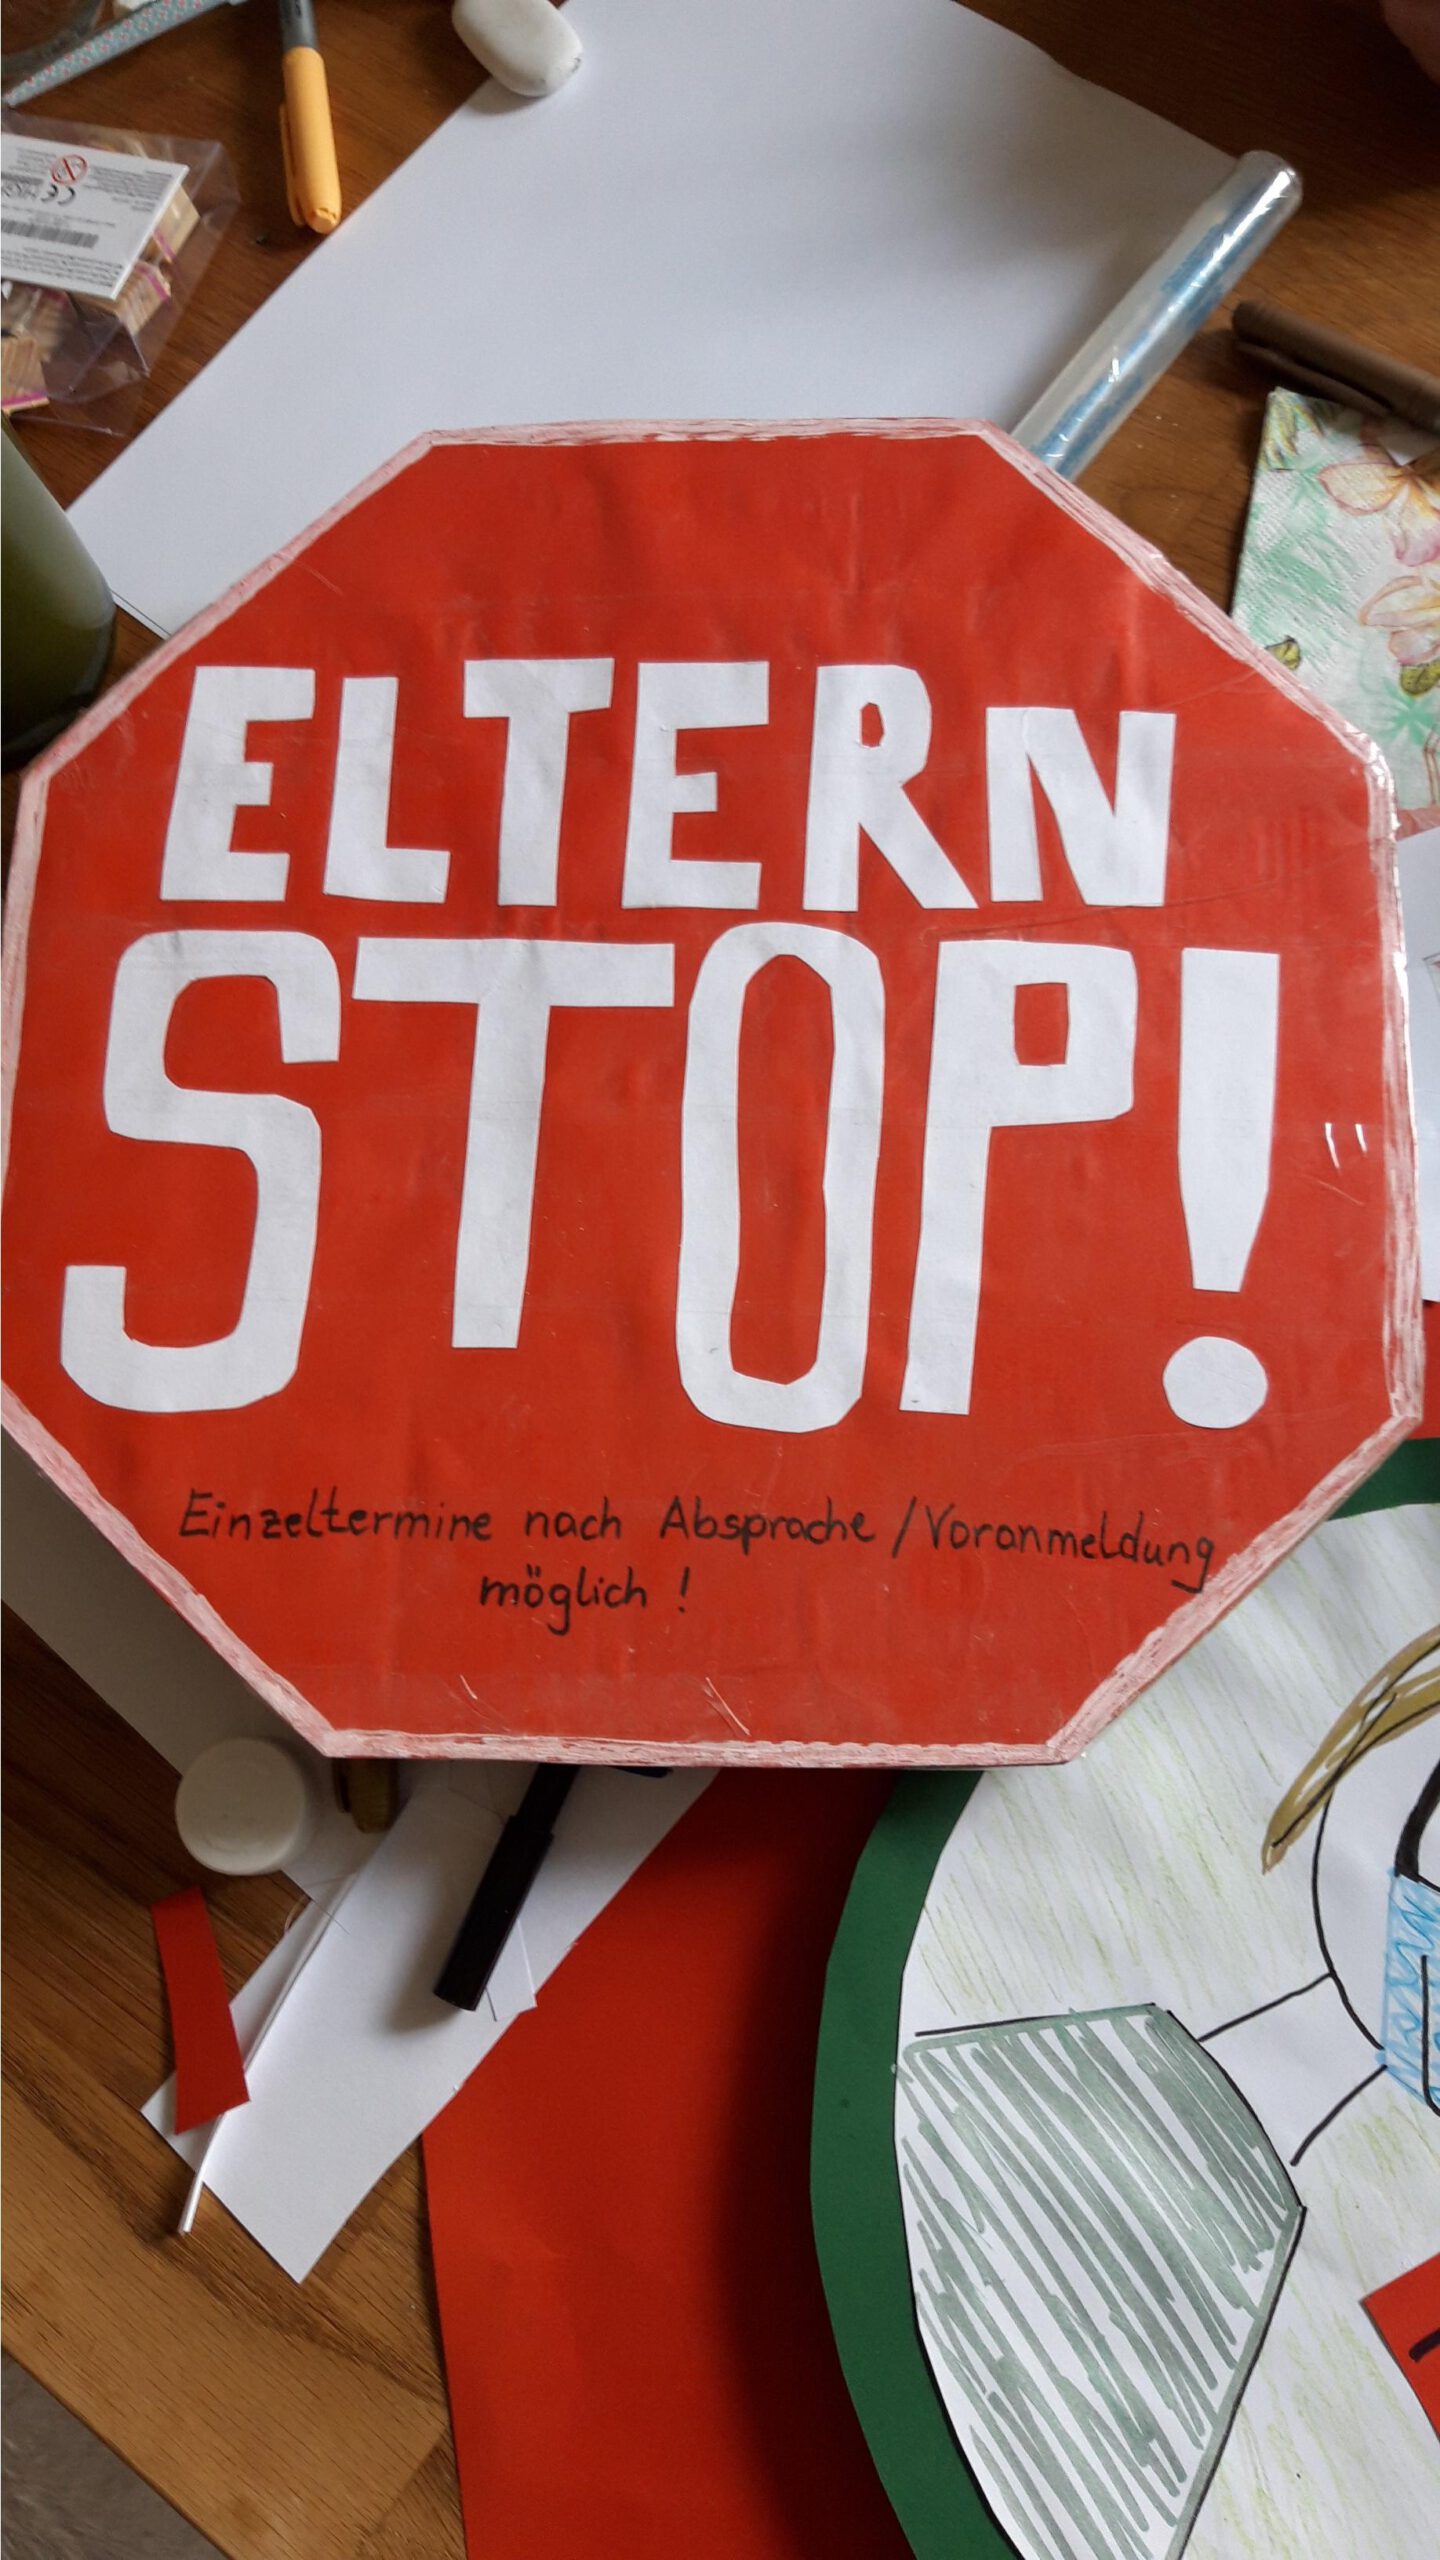 ELTERN
STOP!
Einzeltermine nach Absprache / Voranmeldung
möglich !